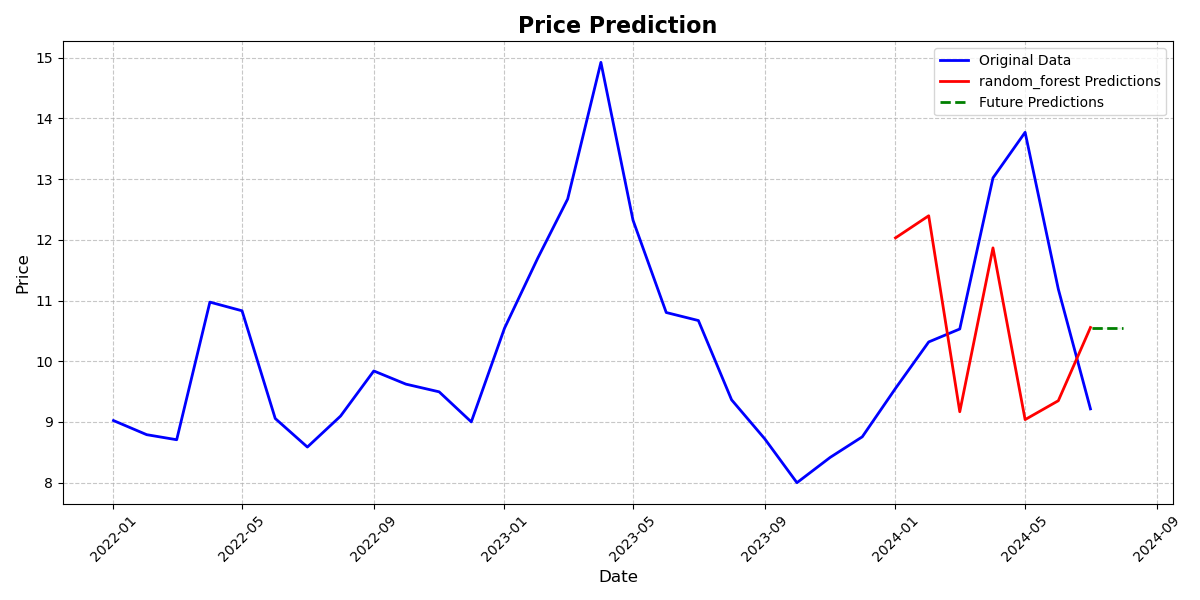 Price Prediction
Original Data
random_forest Predictions
Future Predictions
Price
15
14
13
12
11
10
9
8
2022-01
2022-05
2022-09
2023-01
2023-05
2023-09
2024-01
2024-05
2024-09
Date